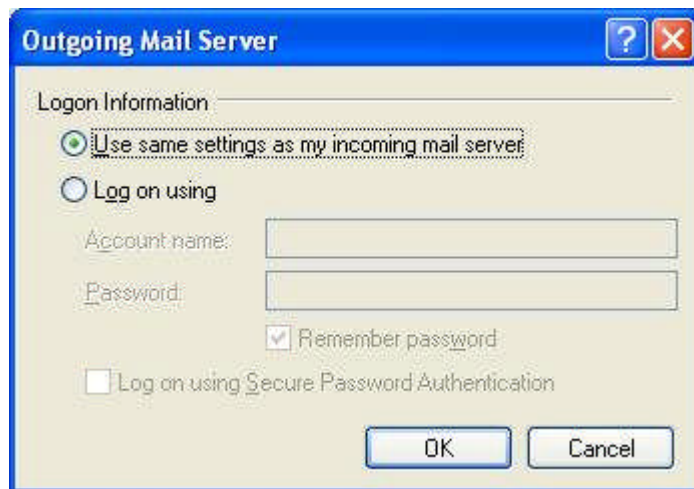 Outgoing Mail Server
?
Logon Information
Use same settings as my incoming mail server
Log on using
Account name:
Password:
Remember password
Log on using Secure Password Authentication
OK Cancel